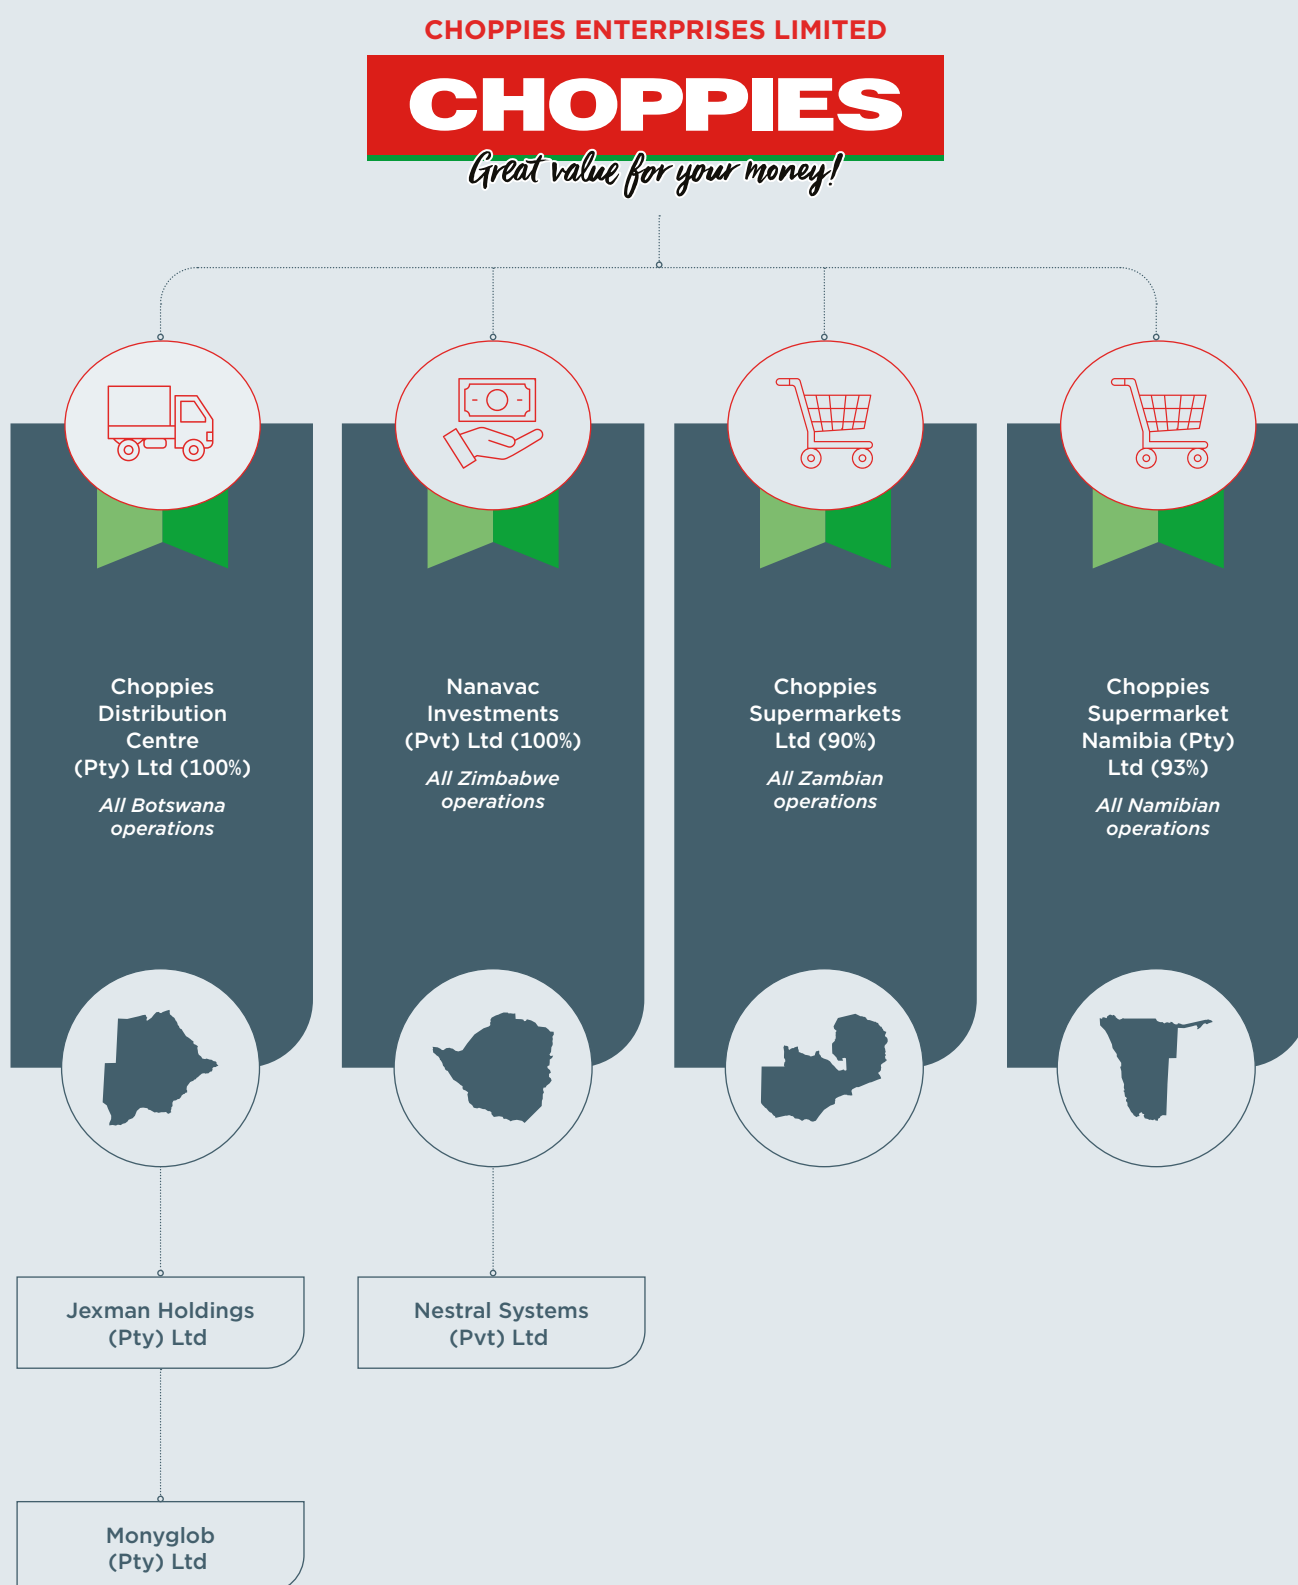 CHOPPIES ENTERPRISES LIMITED
CHOPPIES
Great value for your money!
Choppies
Distribution
Centre
(Pty) Ltd (100%)
All Botswana
operations
Nanavac
Investments
(Pvt) Ltd (100%)
All Zimbabwe
operations
Choppies
Supermarkets
Ltd (90%)
All Zambian
operations
Choppies
Supermarket
Namibia (Pty)
Ltd (93%)
All Namibian
operations
Jexman Holdings
(Pty) Ltd
Nestral Systems
(Pvt) Ltd
Monyglob
(Pty) Ltd